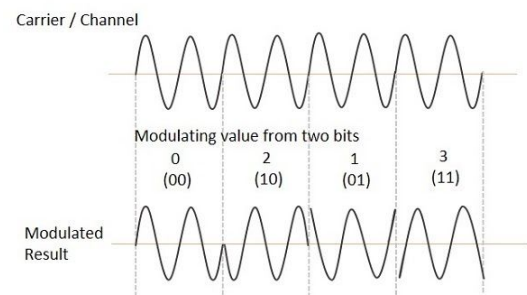 Carrier / Channel
Modulating value from two bits
0 2 1 3
(00) (10) (01) (11)
Modulated
Result